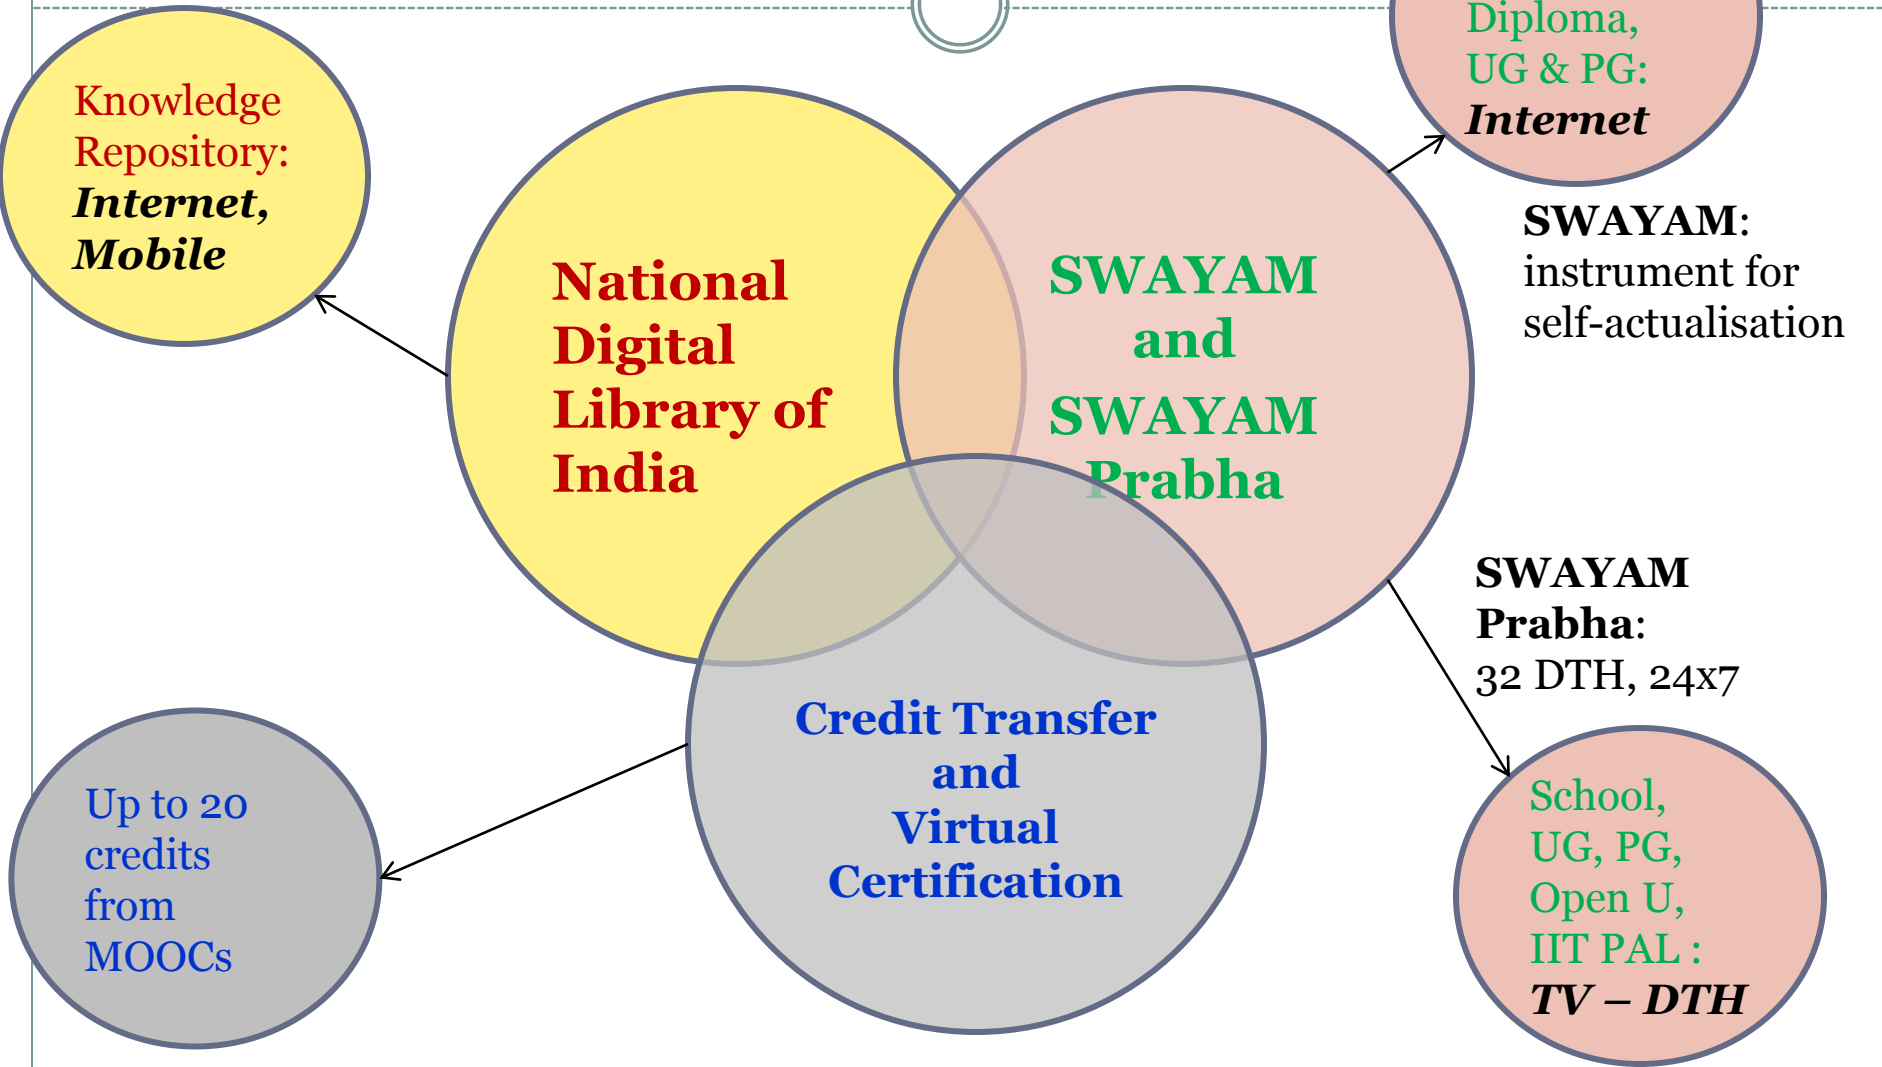 Knowledge
Repository:
Internet,
Mobile
National
Digital
Library of
India
SWAYAM
and
SWAYAM
Prabha
Diploma,
UG & PG:
Internet
SWAYAM:
instrument for
self-actualisation
SWAYAM
Prabha:
32 DTH, 24x7
School,
UG, PG,
Open U,
IIT PAL :
TV – DTH
Credit Transfer
and
Virtual
Certification
Up to 20
credits
from
MOOCs